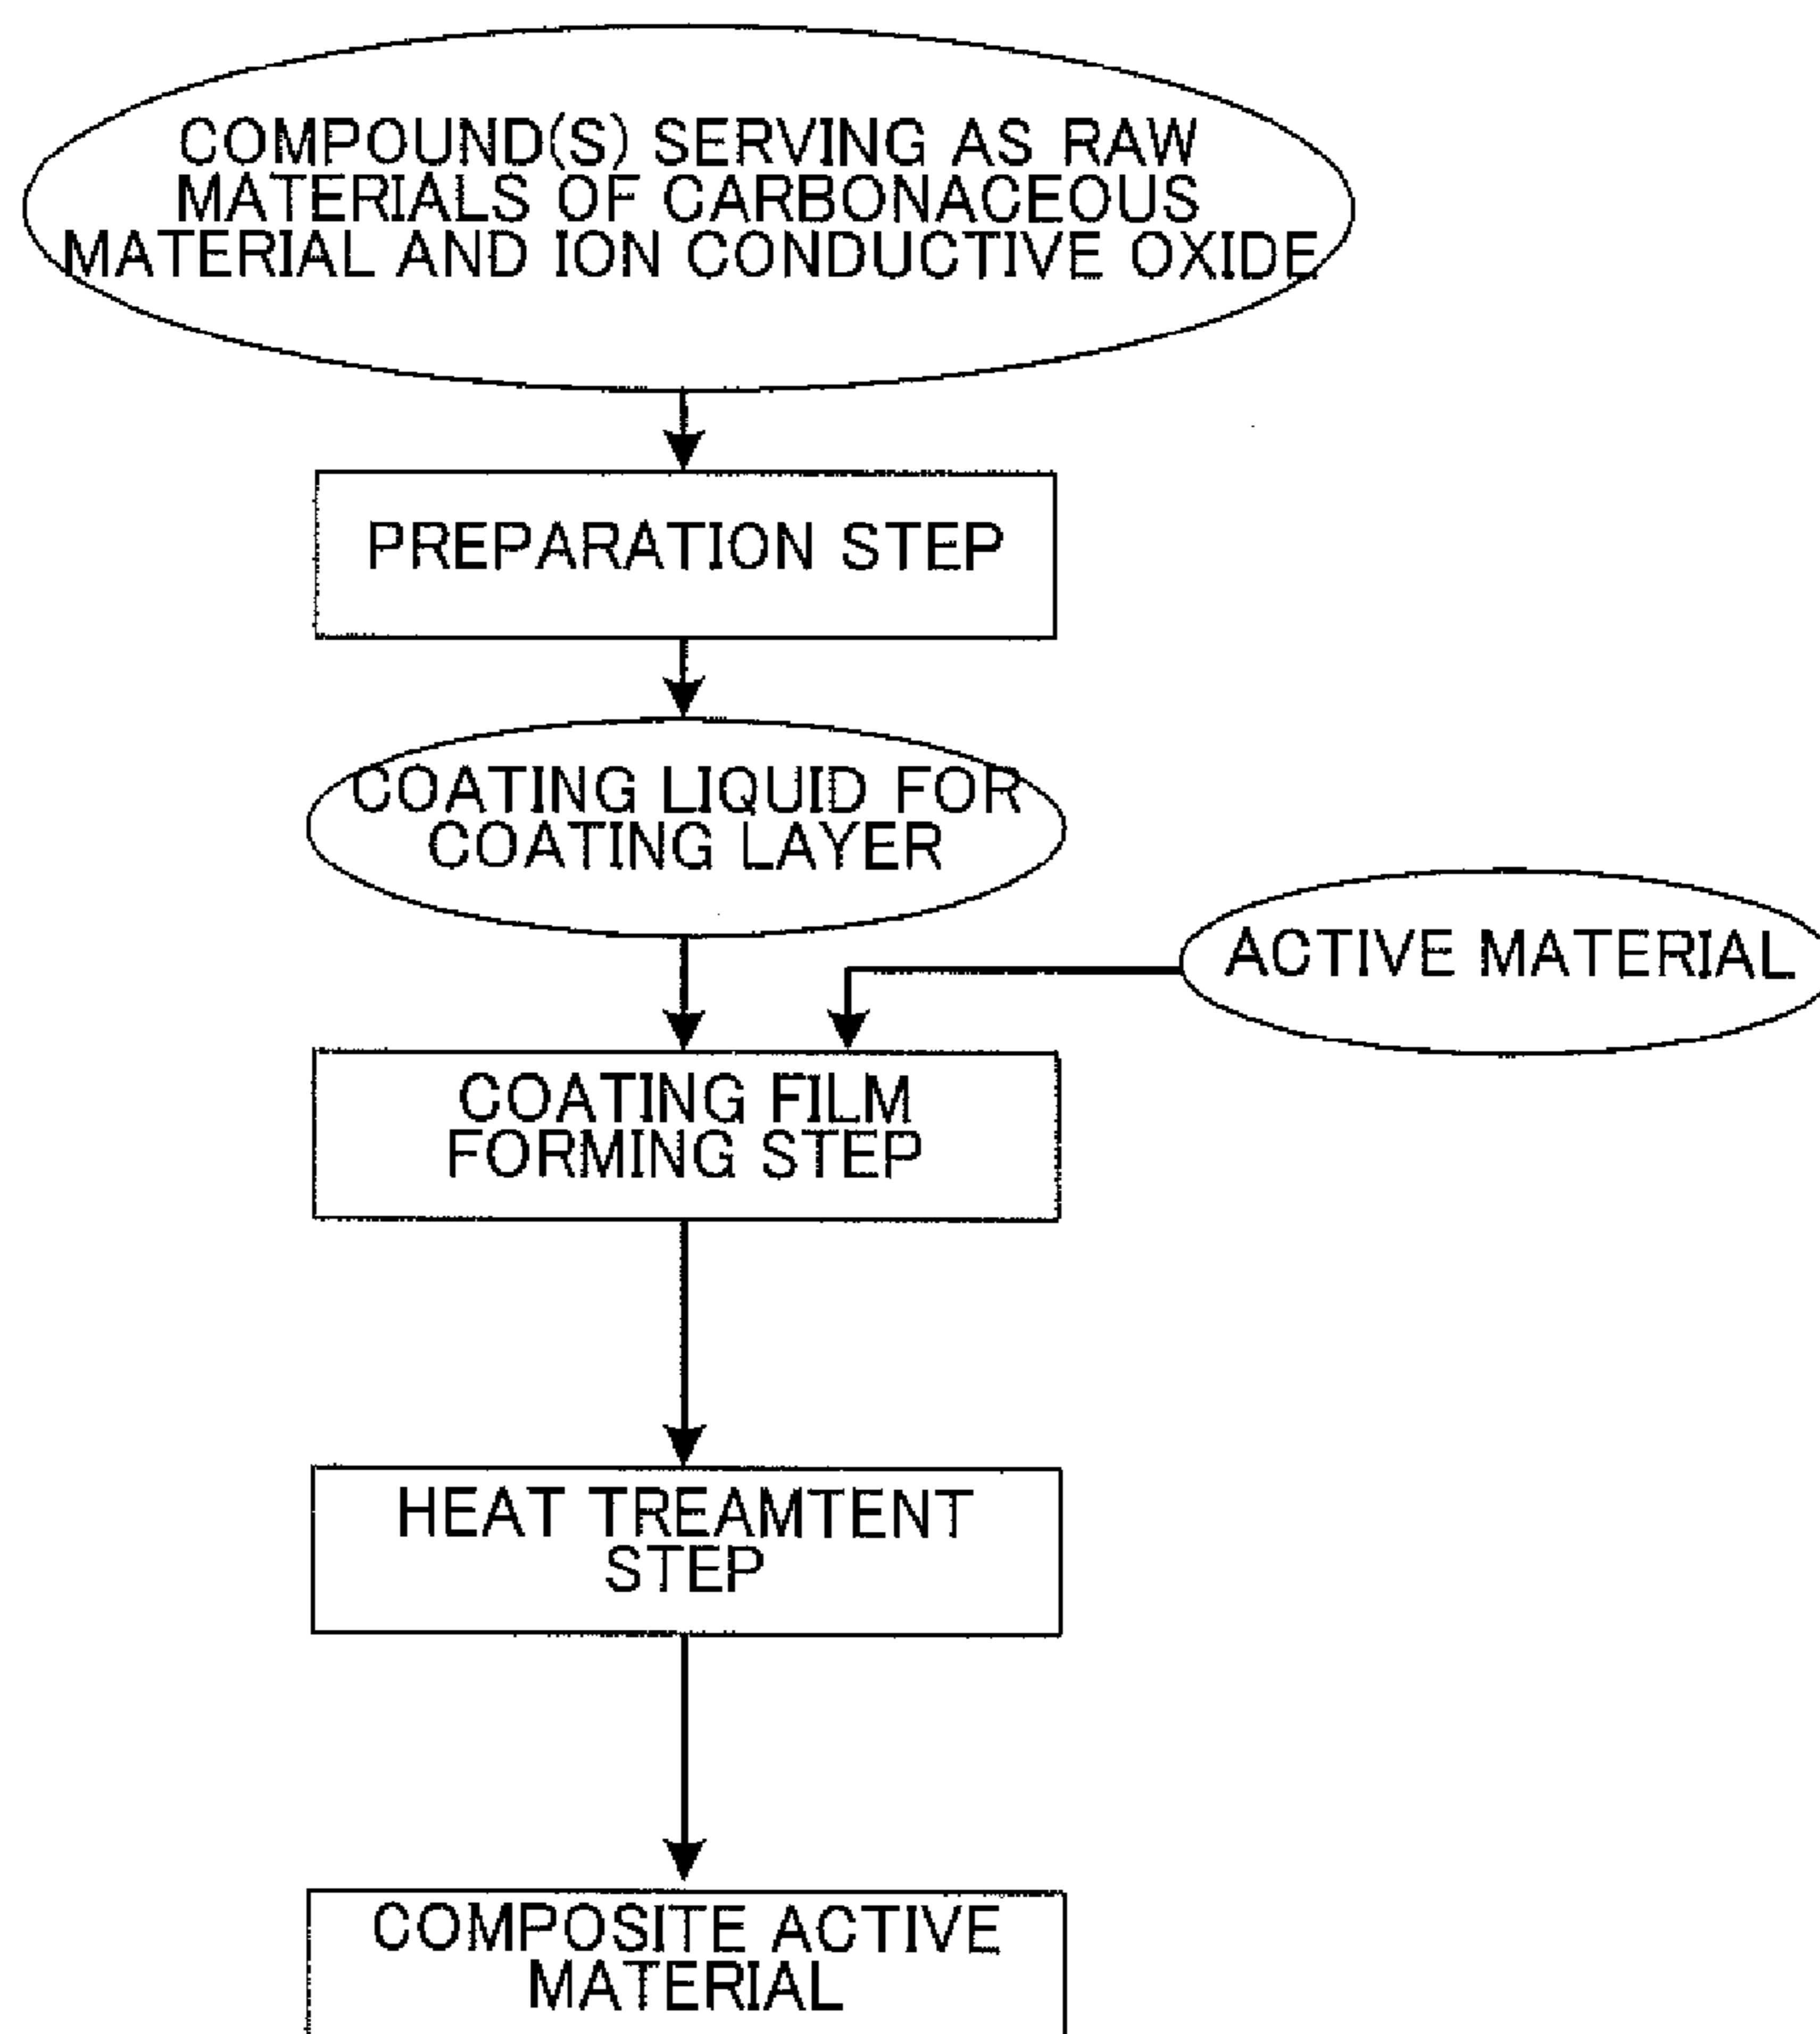 COMPOUND(S) SERVING AS RAW
MATERIALS OF CARBONACEOUS
MATERIAL AND ION CONDUCTIVE OXIDE
PREPARATION STEP
COATING LIQUID FOR
COATING LAYER
ACTIVE MATERIAL
COATING FILM
FORMING STEP
HEAT TREAMTENT
STEP
COMPOSITE ACTIVE
MATERIAL